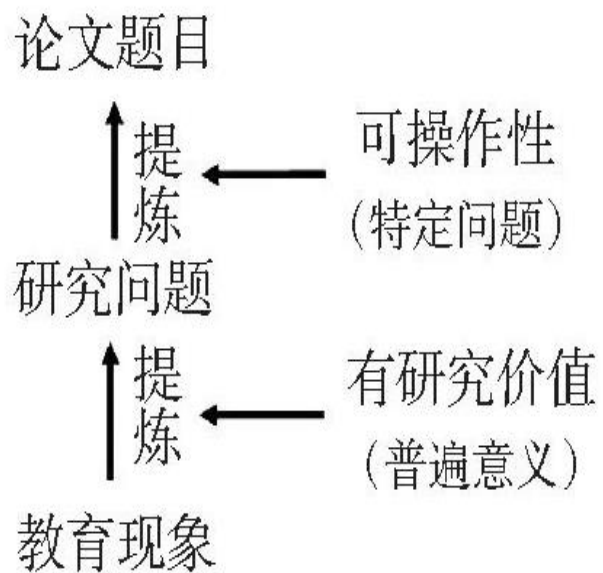 论文题目
提炼
可操作性
（特定问题）
研究问题
提炼
有研究价值
（普遍意义）
教育现象